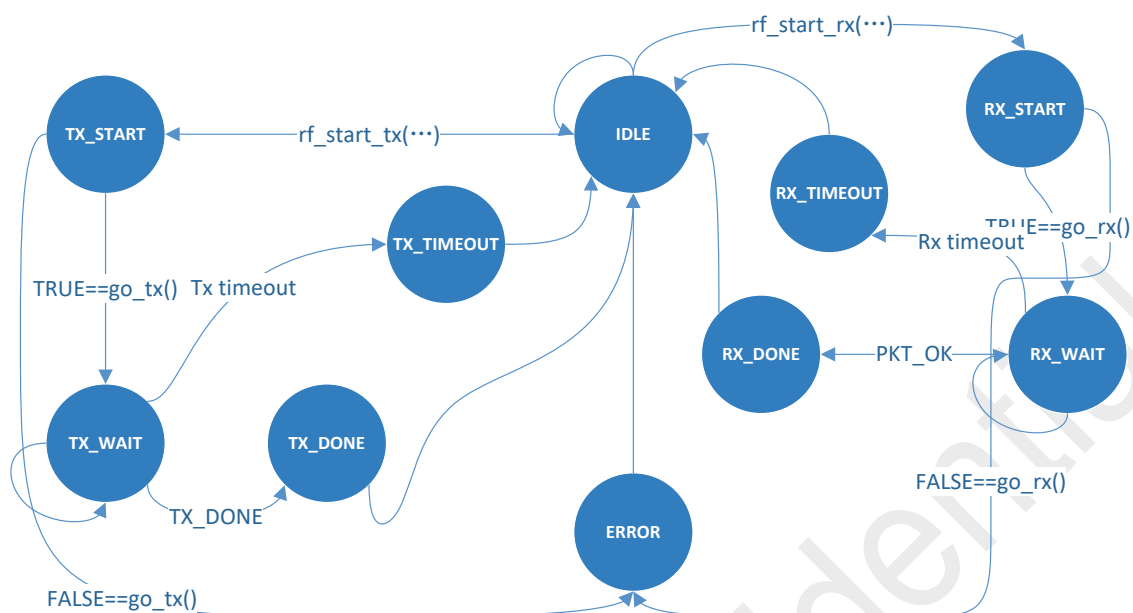 rf_start_rx(⋯)
TX_START
rf_start_tx(⋯)
IDLE
RX_START
RX_TIMEOUT
TX_TIMEOUT
TRUE==go_rx()
Rx timeout
TRUE==go_tx()
Tx timeout
RX_DONE
PKT_OK
RX_WAIT
TX_WAIT
TX_DONE
FALSE==go_rx()
TX_DONE
ERROR
FALSE==go_tx()